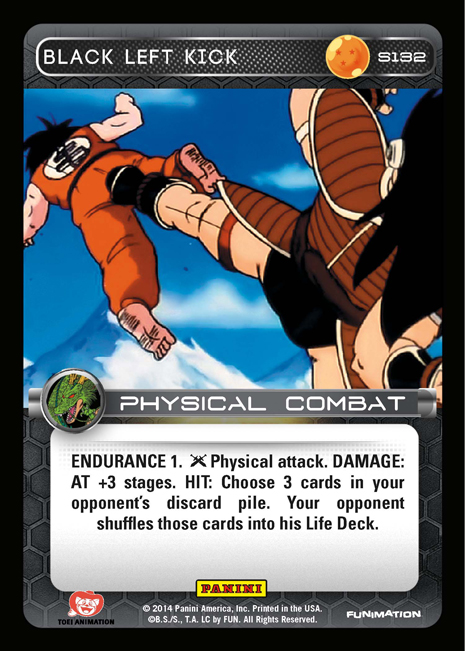 BLACK LEFT KICK
S132
PHYSICAL COMBAT
ENDURANCE 1. Physical attack. DAMAGE:
AT +3 stages. HIT: Choose 3 cards in your
opponent's discard pile. Your opponent
shuffles those cards into his Life Deck.
PANINI
TOEI ANIMATION
© 2014 Panini America, Inc. Printed in the USA.
©B.S./S., T.A. LC by FUN. All Rights Reserved.
FUNIMATION